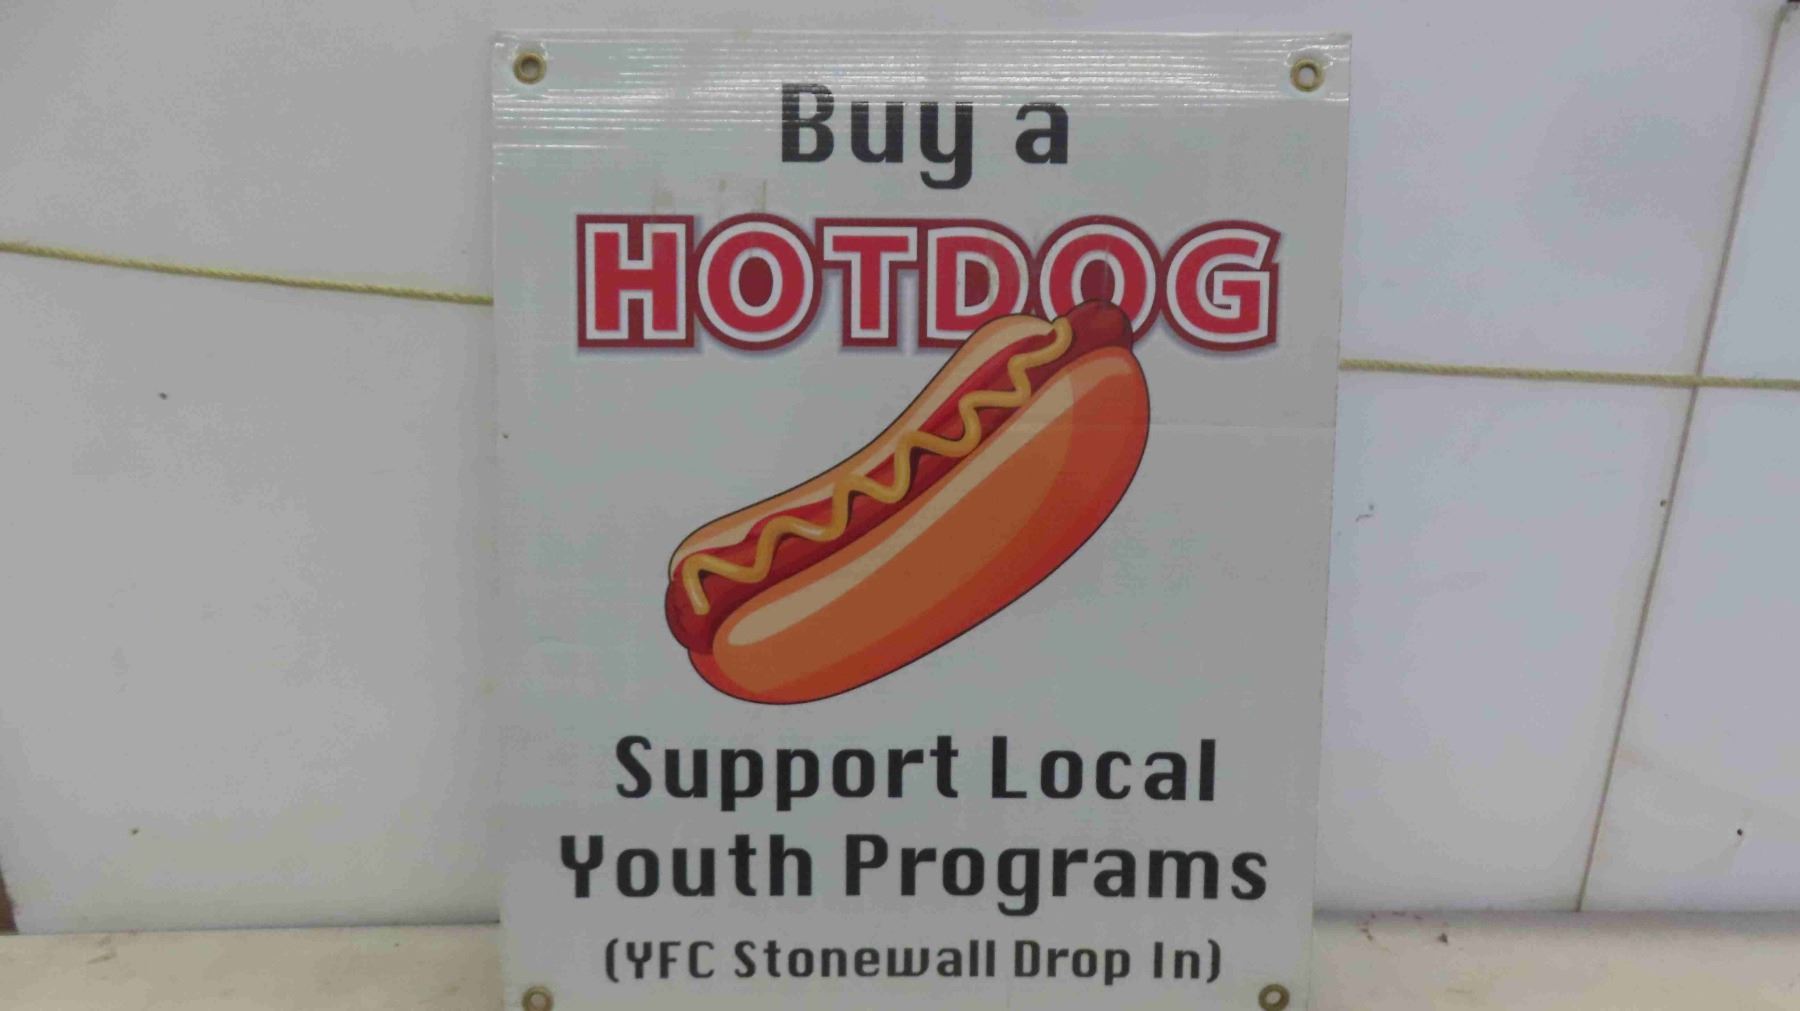 Buy a
HOTDOG
Support Local
Youth Programs
(YFC Stonewall Drop In)